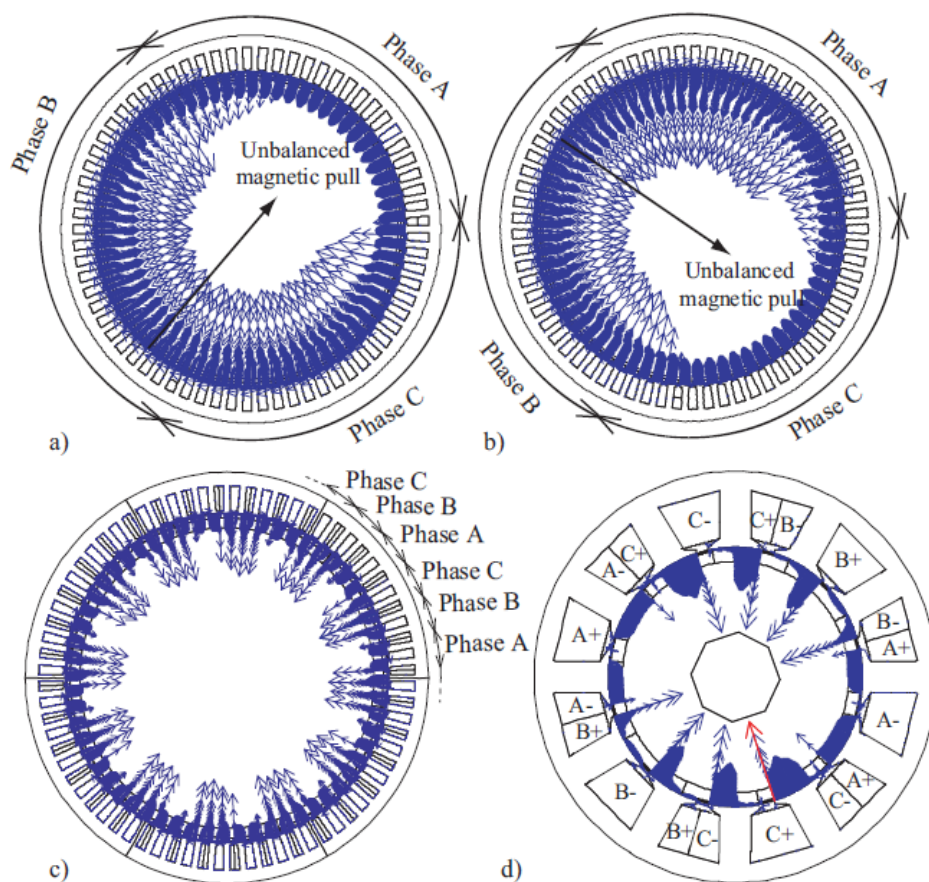 Phase A
Phase B
Unbalanced
magnetic pull
Phase C
a)
Phase A
Unbalanced
magnetic pull
Phase B
Phase C
b)
Phase C
Phase B
Phase A
Phase C
Phase B
Phase A
c)
C-
C+
B-
B+
B-
A+
A-
A+
C-
C+
C-
B+
B-
B+
A-
A+
A-
C+
d)